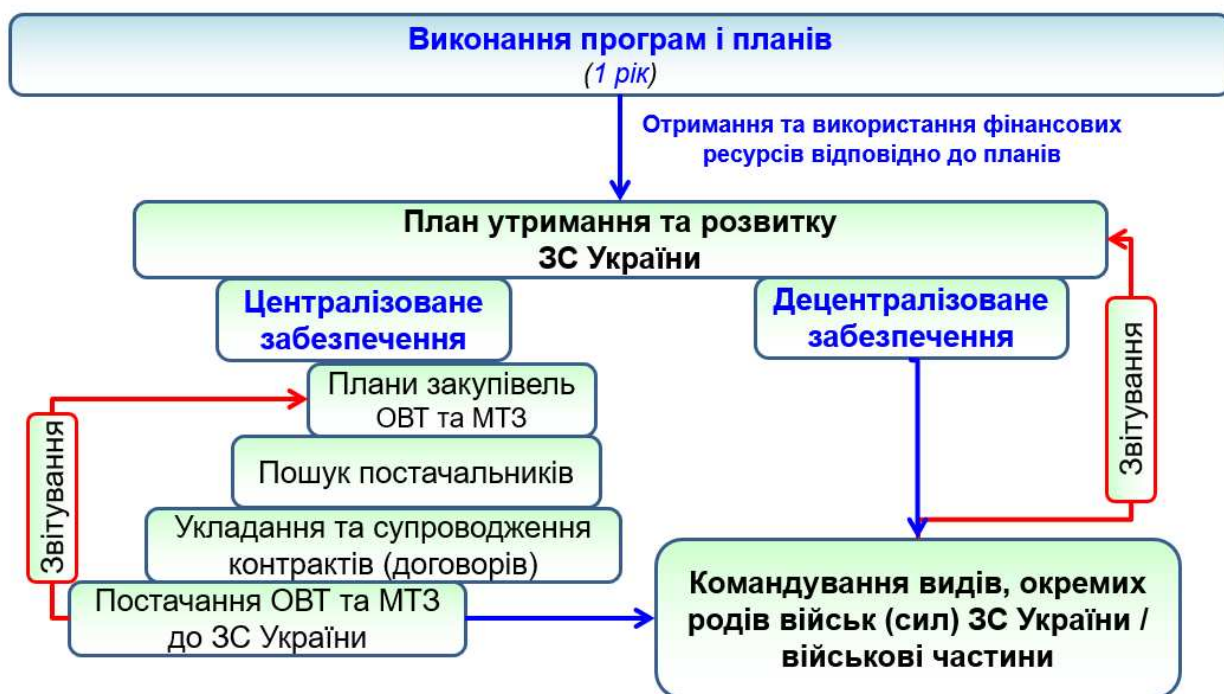 Виконання програм і планів
(1 рік)
Отримання та використання фінансових
ресурсів відповідно до планів
План утримання та розвитку
ЗС України
Централізоване
забезпечення
Децентралізоване
забезпечення
Плани закупівель
ОВТ та МТЗ
Пошук постачальників
Укладання та супроводження
контрактів (договорів)
Постачання ОВТ та МТЗ
до ЗС України
Звітування
Командування видів, окремих
родів військ (сил) ЗС України /
військові частини
Звітування